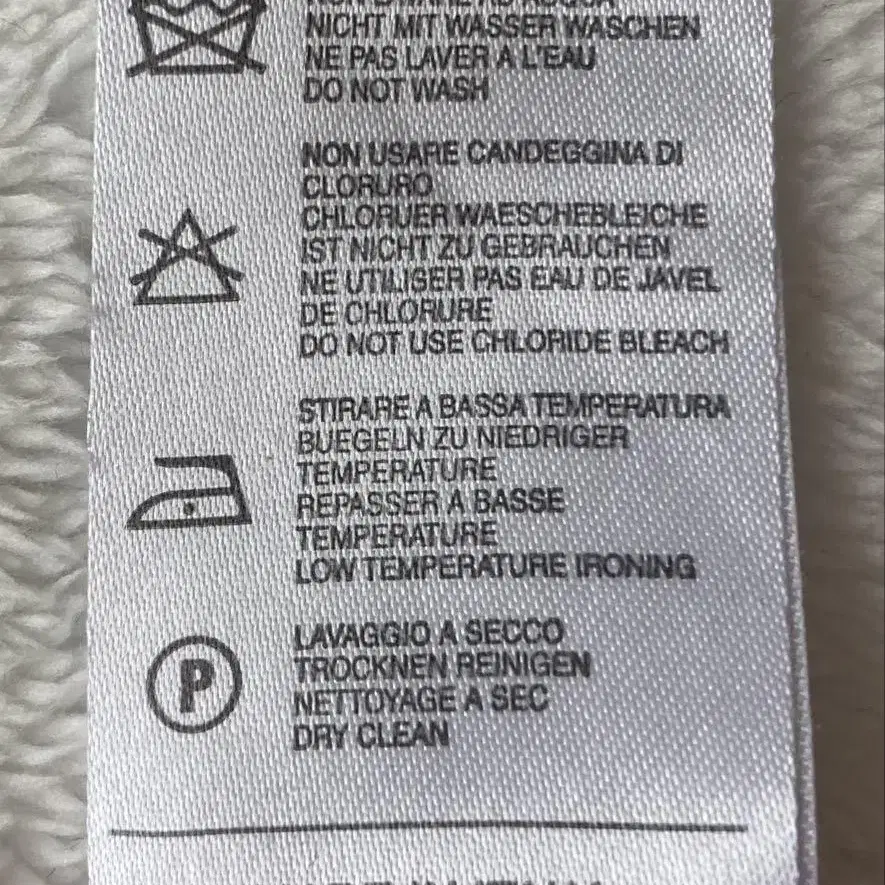 NICHT MIT WASSER WASCHEN
NE PAS LAVER A L'EAU
DO NOT WASH
NON USARE CANDEGGINA DI
CLORURO
CHLORUER WAESCHEBLEICHE
IST NICHT ZU GEBRAUCHEN
NE UTILISER PAS EAU DE JAVEL
DE CHLORURE
DO NOT USE CHLORIDE BLEACH
STIRARE A BASSA TEMPERATURA
BUEGELN ZU NIEDRIGER
TEMPERATURE
REPASSER A BASSE
TEMPERATURE
LOW TEMPERATURE IRONING
P
LAVAGGIO A SECCO
TROCKNEN REINIGEN
NETTOYAGE A SEC
DRY CLEAN